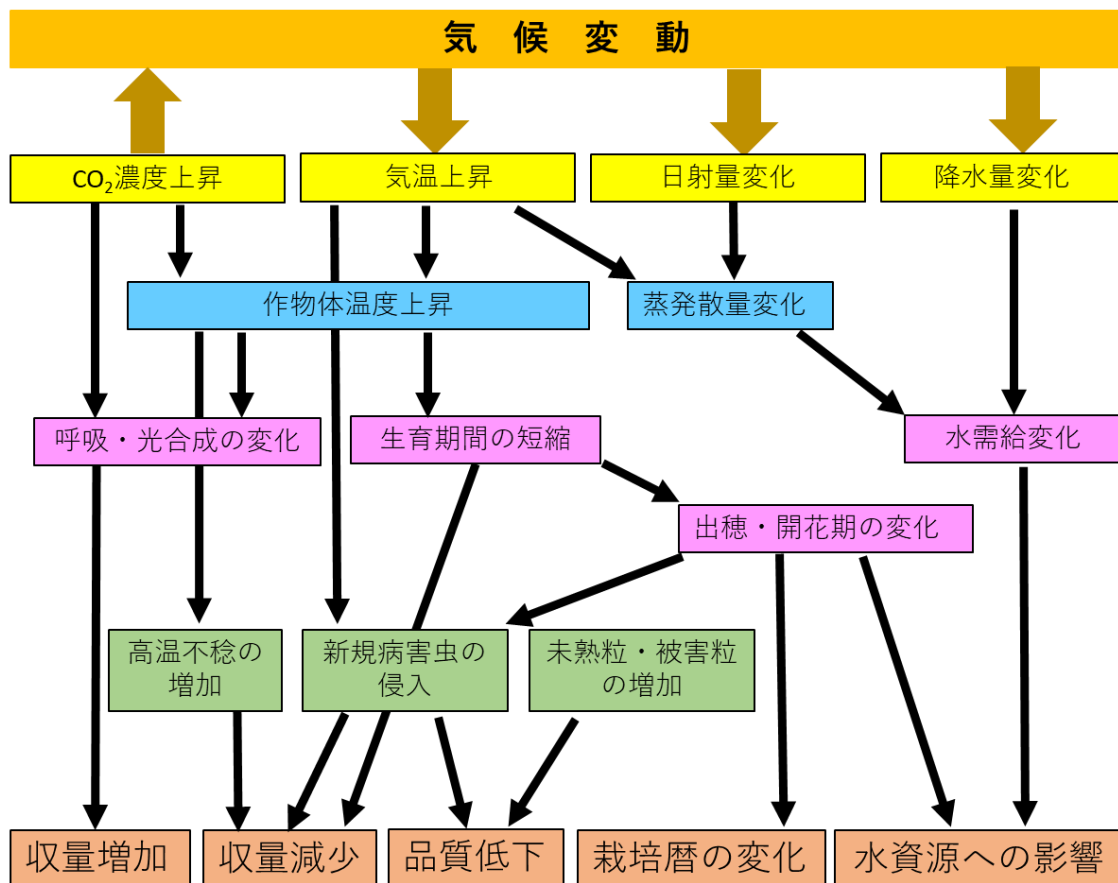 気 候 変 動
CO₂濃度上昇
気温上昇
日射量変化
降水量変化
作物体温度上昇
蒸発散量変化
呼吸・光合成の変化
生育期間の短縮
水需給変化
出穂・開花期の変化
高温不稔の
増加
新規病害虫の
侵入
未熟粒・被害粒
の増加
収量増加
収量減少
品質低下
栽培暦の変化
水資源への影響